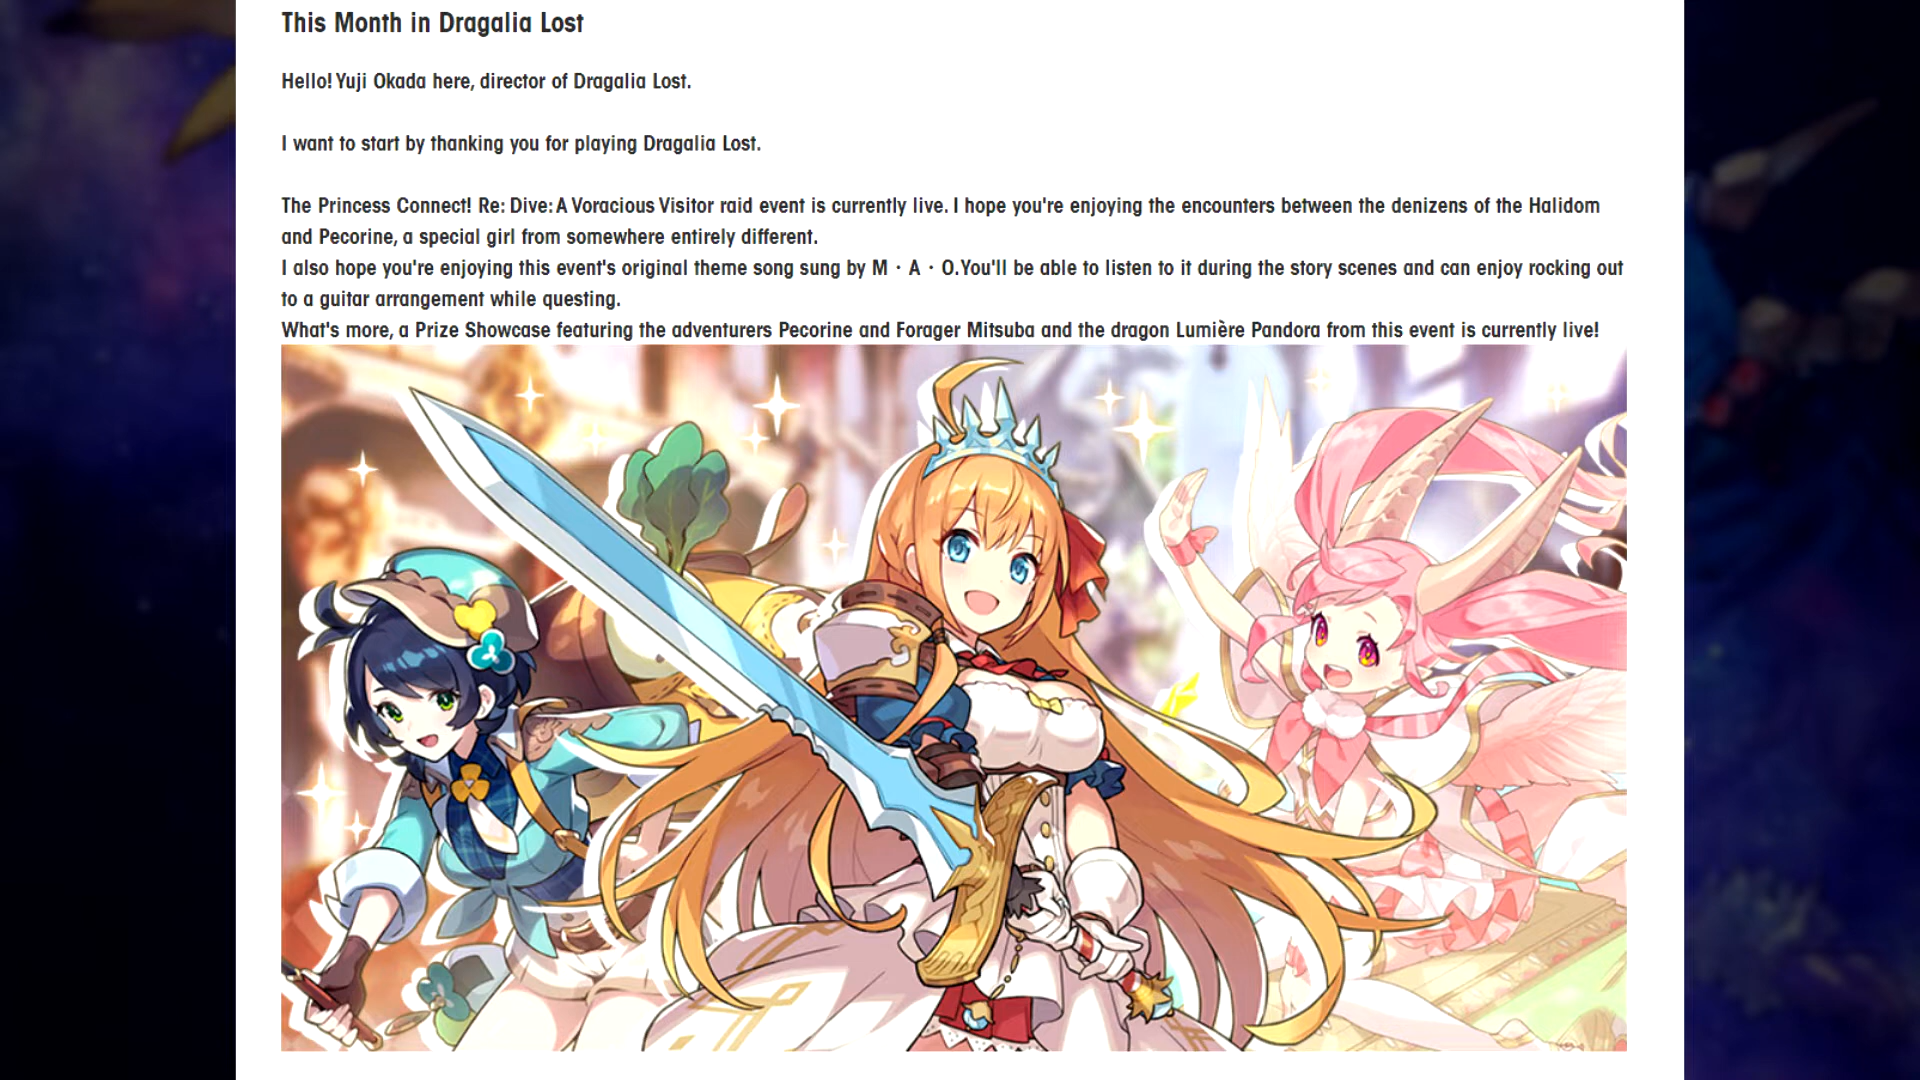 This Month in Dragalia Lost
Hello! Yuji Okada here, director of Dragalia Lost.
I want to start by thanking you for playing Dragalia Lost.
The Princess Connect! Re: Dive: A Voracious Visitor raid event is currently live. I hope you're enjoying the encounters between the denizens of the Halidom
and Pecorine, a special girl from somewhere entirely different.
I also hope you're enjoying this event's original theme song sung by M・A・O.You'll be able to listen to it during the story scenes and can enjoy rocking out
to a guitar arrangement while questing.
What's more, a Prize Showcase featuring the adventurers Pecorine and Forager Mitsuba and the dragon Lumière Pandora from this event is currently live!